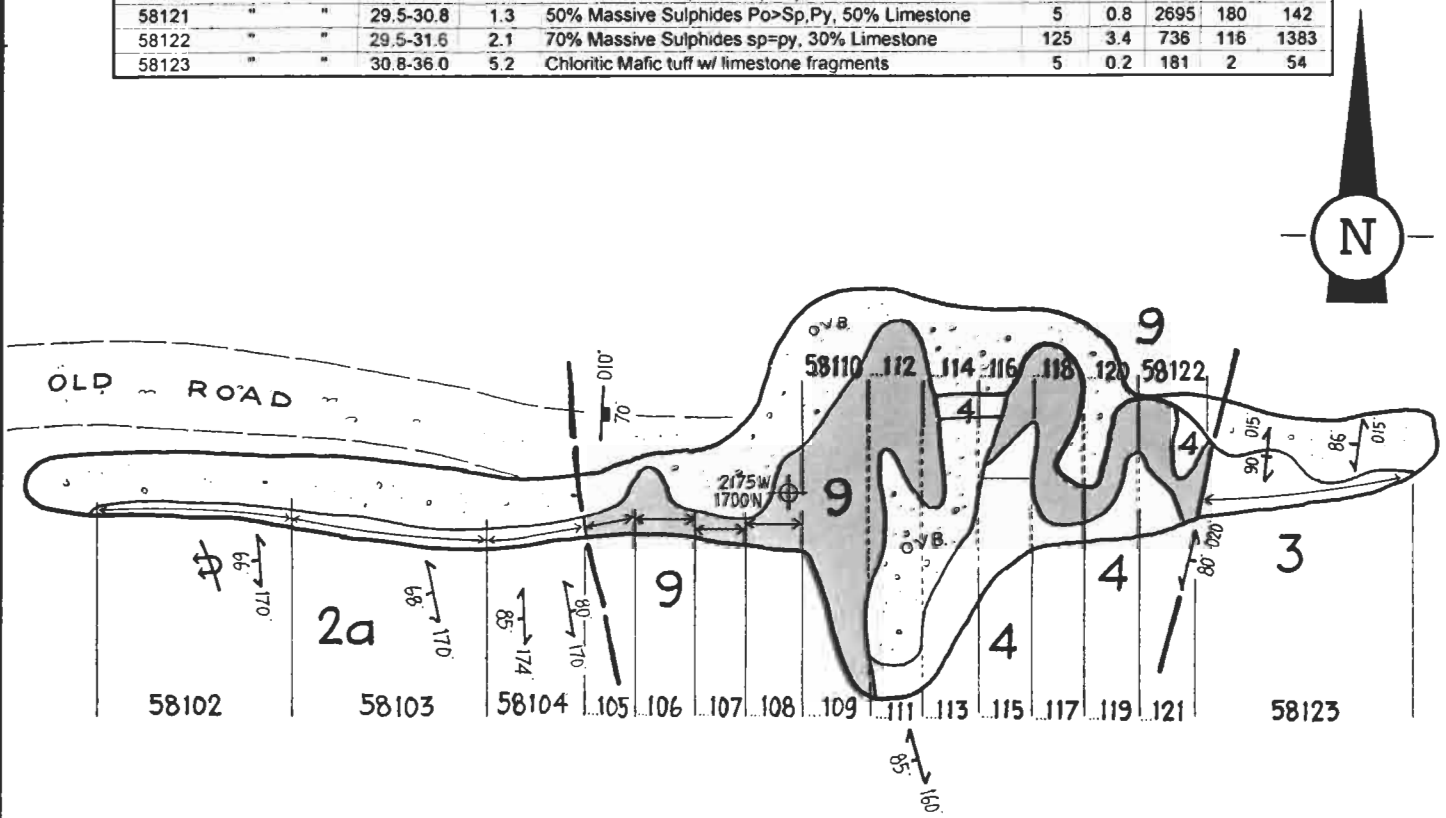 58121 " " 29.5-30.8 1.3 50% Massive Sulphides Po>Sp,Py, 50% Limestone 5 0.8 2695 180 142
58122 " " 29.5-31.6 2.1 70% Massive Sulphides sp=py, 30% Limestone 125 3.4 736 116 1383
58123 " " 30.8-36.0 5.2 Chloritic Mafic tuff w/ limestone fragments 5 0.2 181 2 54
N
9
OVB.
58110 ...112 ...114 ...116 ...118 ...120 58122
OLD ROAD
010
70°
4
4
90 015
86° 015°
2175W
1700N
9
OVB.
66° 170°
2a
68° 170°
85° 174
80° 170°
9
4
4
80° 020°
3
58102 58103 58104 ...105 ...106 ...107 ...108 ...109 ...111 ...113 ...115 ...117 ...119 ...121 58123
85° 160°